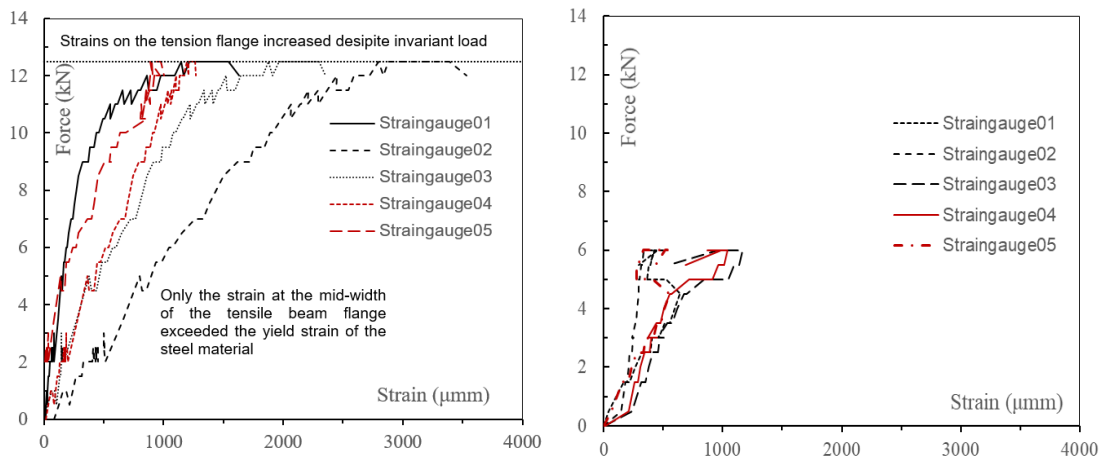 14
Strains on the tension flange increased desipite invariant load
12
Force (kN)
10
Straingauge01
Straingauge02
8
Straingauge03
Straingauge04
6
Straingauge05
4
Only the strain at the mid-width
of the tensile beam flange
exceeded the yield strain of the
steel material
2
Strain (μmm)
0
0
1000
2000
3000
4000
14
12
Force (kN)
10
Straingauge01
Straingauge02
8
Straingauge03
Straingauge04
6
Straingauge05
4
2
Strain (μmm)
0
0
1000
2000
3000
4000